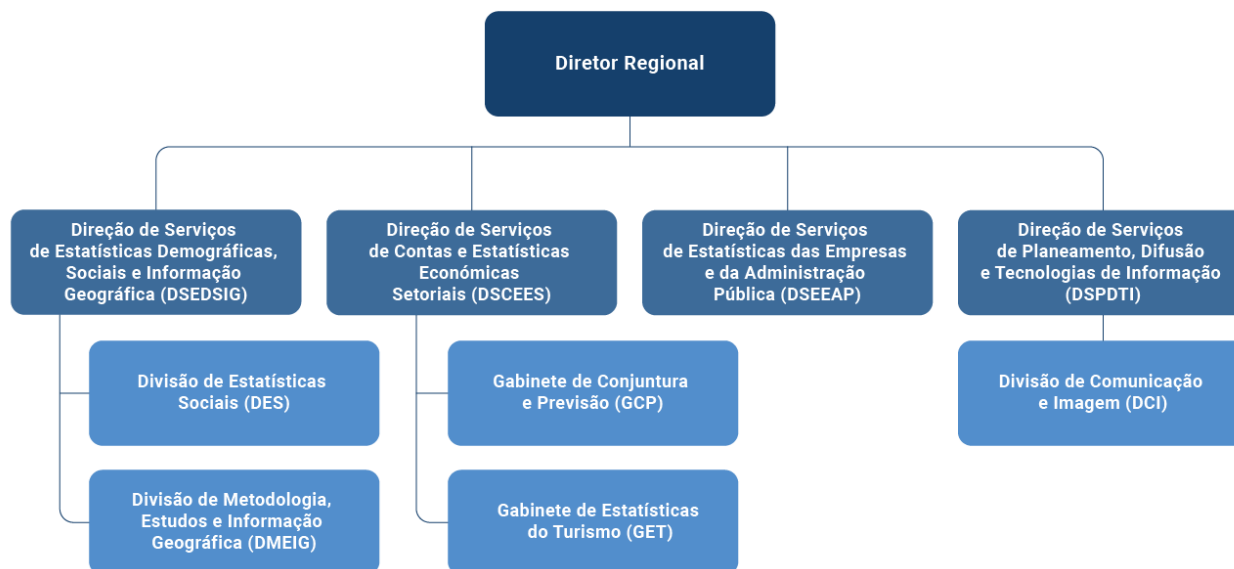 Diretor Regional
Direção de Serviços
de Estatísticas Demográficas,
Sociais e Informação
Geográfica (DSEDSIG)
Direção de Serviços
de Contas e Estatísticas
Económicas
Setoriais (DSCEES)
Direção de Serviços
de Estatísticas das Empresas
e da Administração
Pública (DSEEAP)
Direção de Serviços
de Planeamento, Difusão
e Tecnologias de Informação
(DSPDTI)
Divisão de Estatísticas
Sociais (DES)
Gabinete de Conjuntura
e Previsão (GCP)
Divisão de Comunicação
e Imagem (DCI)
Divisão de Metodologia,
Estudos e Informação
Geográfica (DMEIG)
Gabinete de Estatísticas
do Turismo (GET)